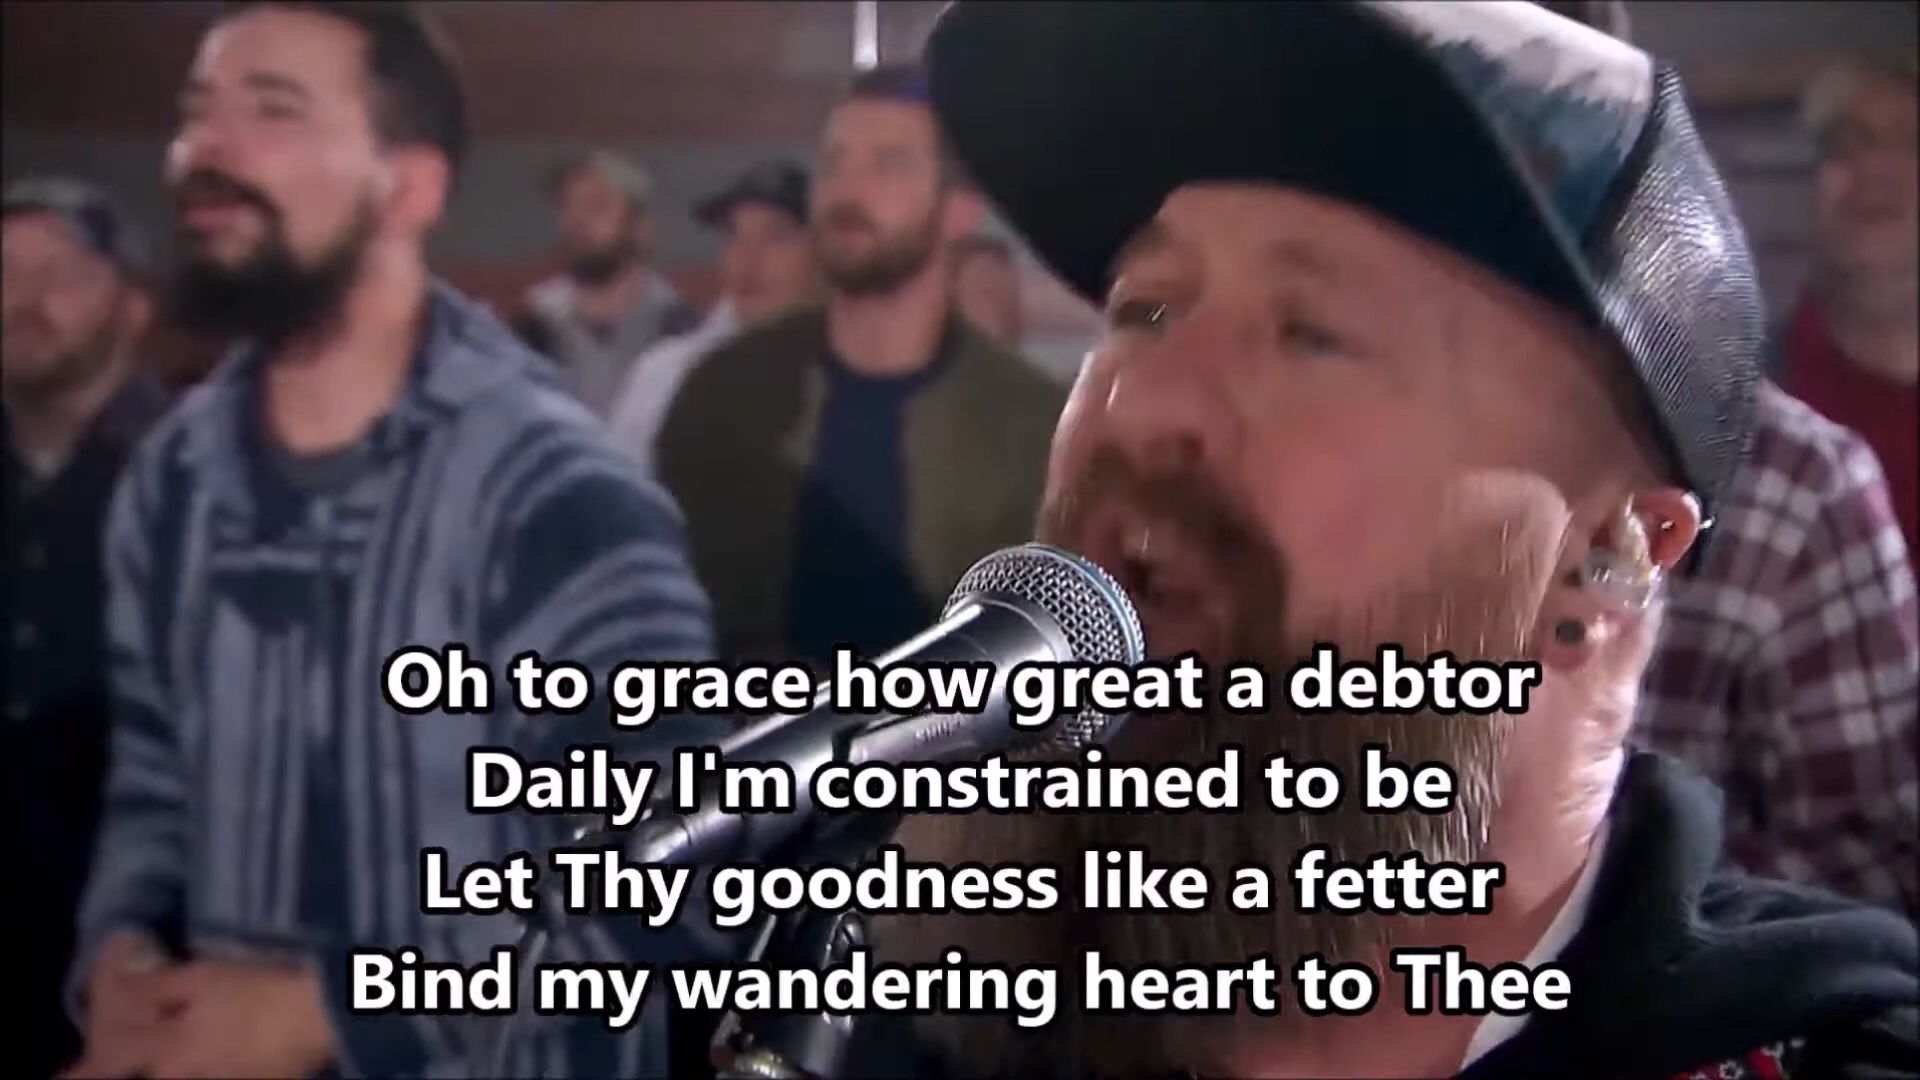 Oh to grace how great a debtor
Daily I'm constrained to be
Let Thy goodness like a fetter
Bind my wandering heart to Thee